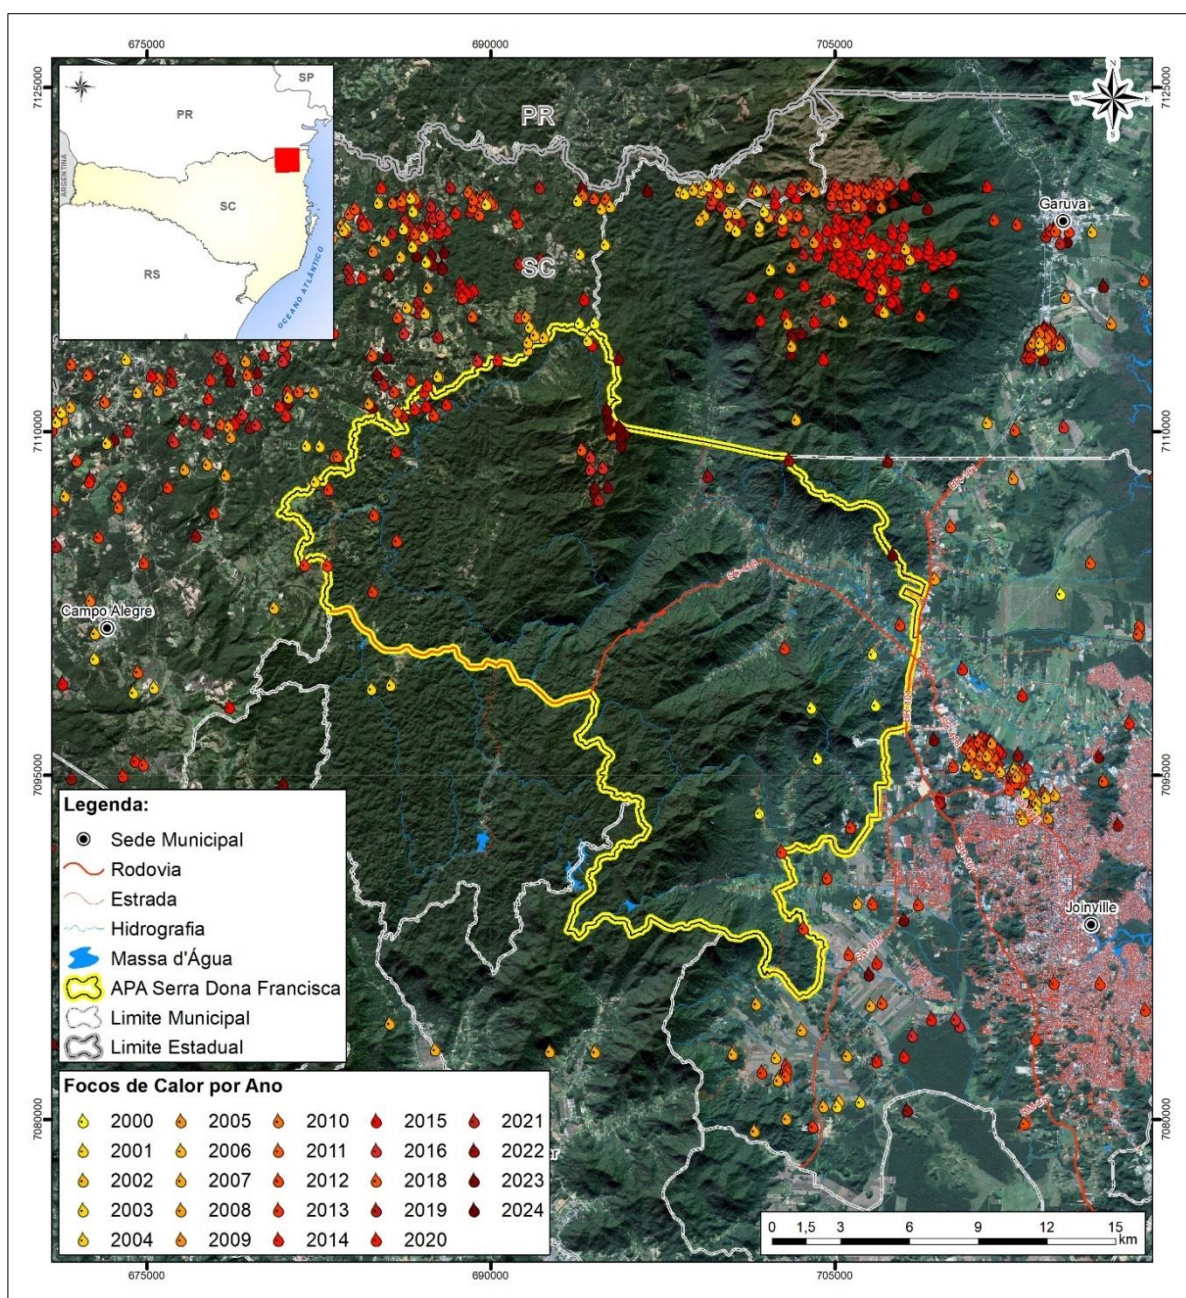 675000
690000
705000
7125000
7125000
SP
PR
ARGENTINA
SC
RS
OCEANO ATLÂNTICO
PR
N
W
E
S
Garuva
SC
7110000
7110000
Campo Alegre
7095000
7095000
Joinville
Legenda:
Sede Municipal
Rodovia
Estrada
Hidrografia
Massa d'Água
APA Serra Dona Francisca
Limite Municipal
Limite Estadual
7080000
7080000
Focos de Calor por Ano
2000 2005 2010 2015 2021
2001 2006 2011 2016 2022
2002 2007 2012 2018 2023
2003 2008 2013 2019 2024
2004 2009 2014 2020
0 1,5 3 6 9 12 15
km
675000
690000
705000